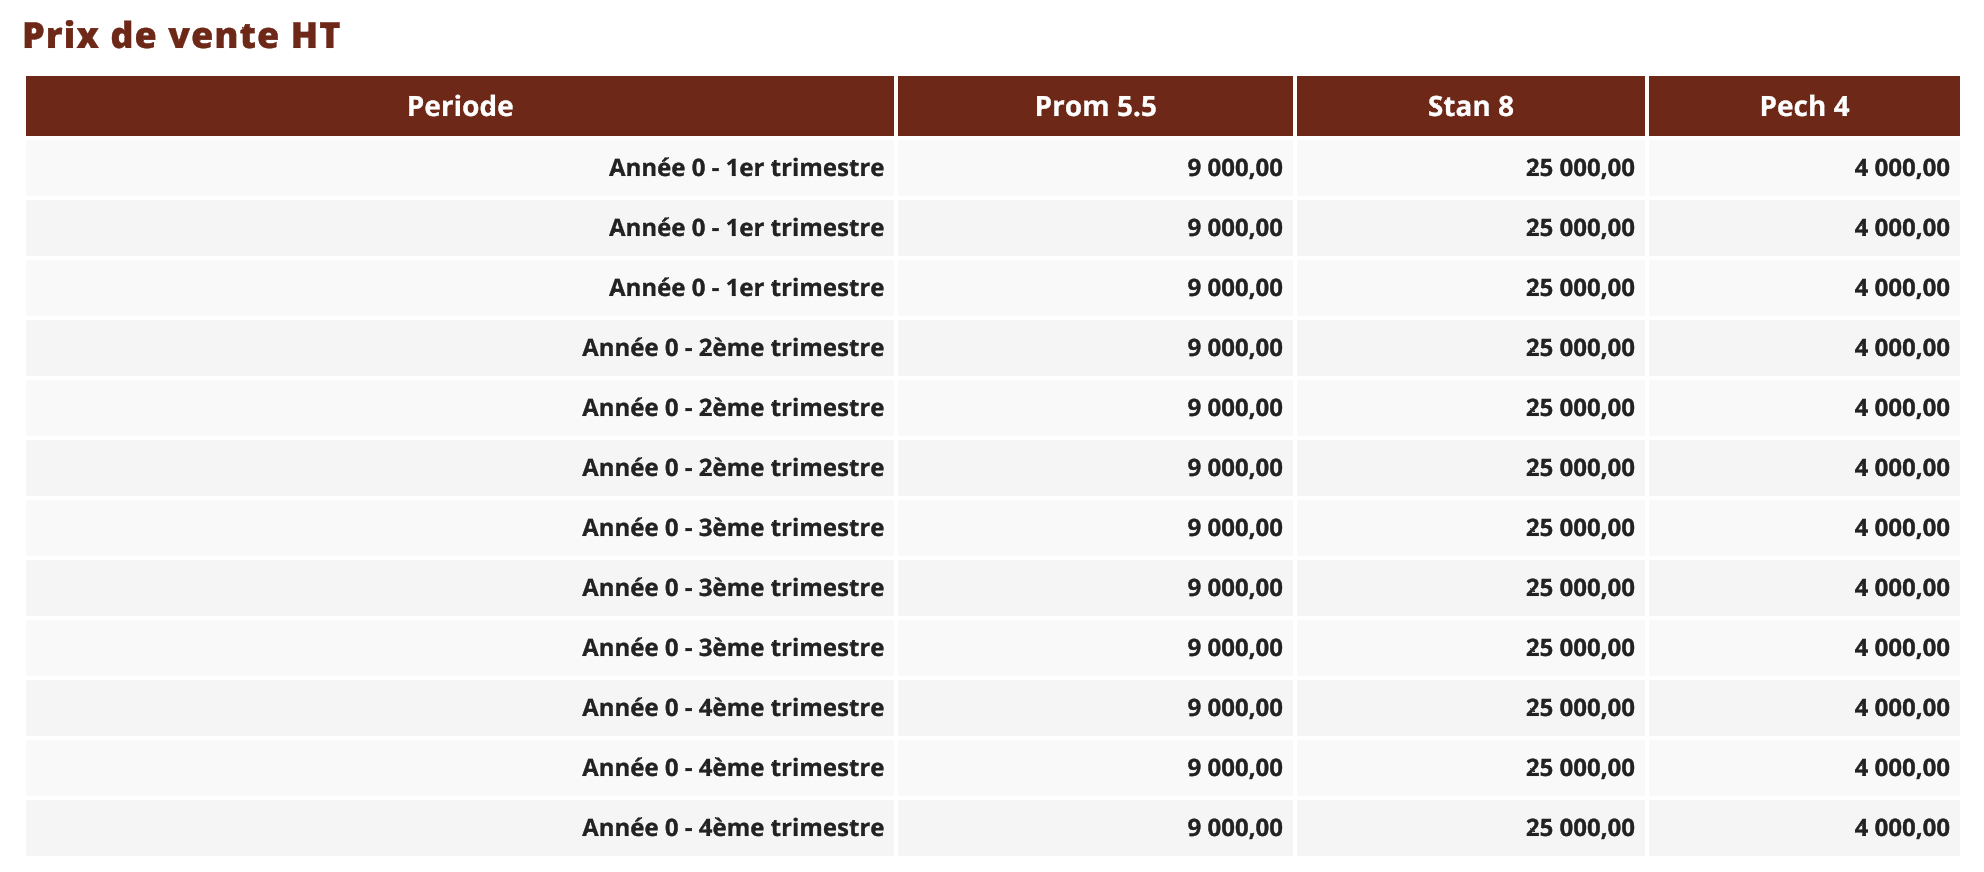 Prix de vente HT
Periode Prom 5.5 Stan 8 Pech 4
Année 0 - 1er trimestre 9 000,00 25 000,00 4 000,00
Année 0 - 1er trimestre 9 000,00 25 000,00 4 000,00
Année 0 - 1er trimestre 9 000,00 25 000,00 4 000,00
Année 0 - 2ème trimestre 9 000,00 25 000,00 4 000,00
Année 0 - 2ème trimestre 9 000,00 25 000,00 4 000,00
Année 0 - 2ème trimestre 9 000,00 25 000,00 4 000,00
Année 0 - 3ème trimestre 9 000,00 25 000,00 4 000,00
Année 0 - 3ème trimestre 9 000,00 25 000,00 4 000,00
Année 0 - 3ème trimestre 9 000,00 25 000,00 4 000,00
Année 0 - 4ème trimestre 9 000,00 25 000,00 4 000,00
Année 0 - 4ème trimestre 9 000,00 25 000,00 4 000,00
Année 0 - 4ème trimestre 9 000,00 25 000,00 4 000,00